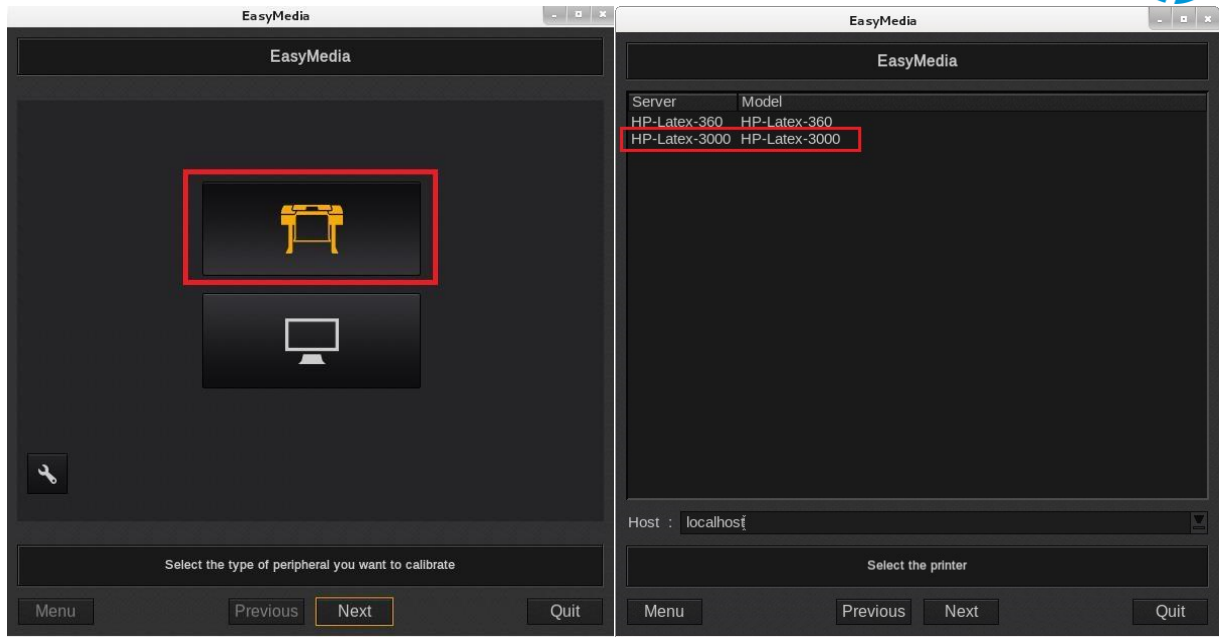 EasyMedia
EasyMedia
Select the type of peripheral you want to calibrate
Menu
Previous
Next
Quit
EasyMedia
EasyMedia
Server Model
HP-Latex-360 HP-Latex-360
HP-Latex-3000 HP-Latex-3000
Host : localhost
Select the printer
Menu
Previous
Next
Quit